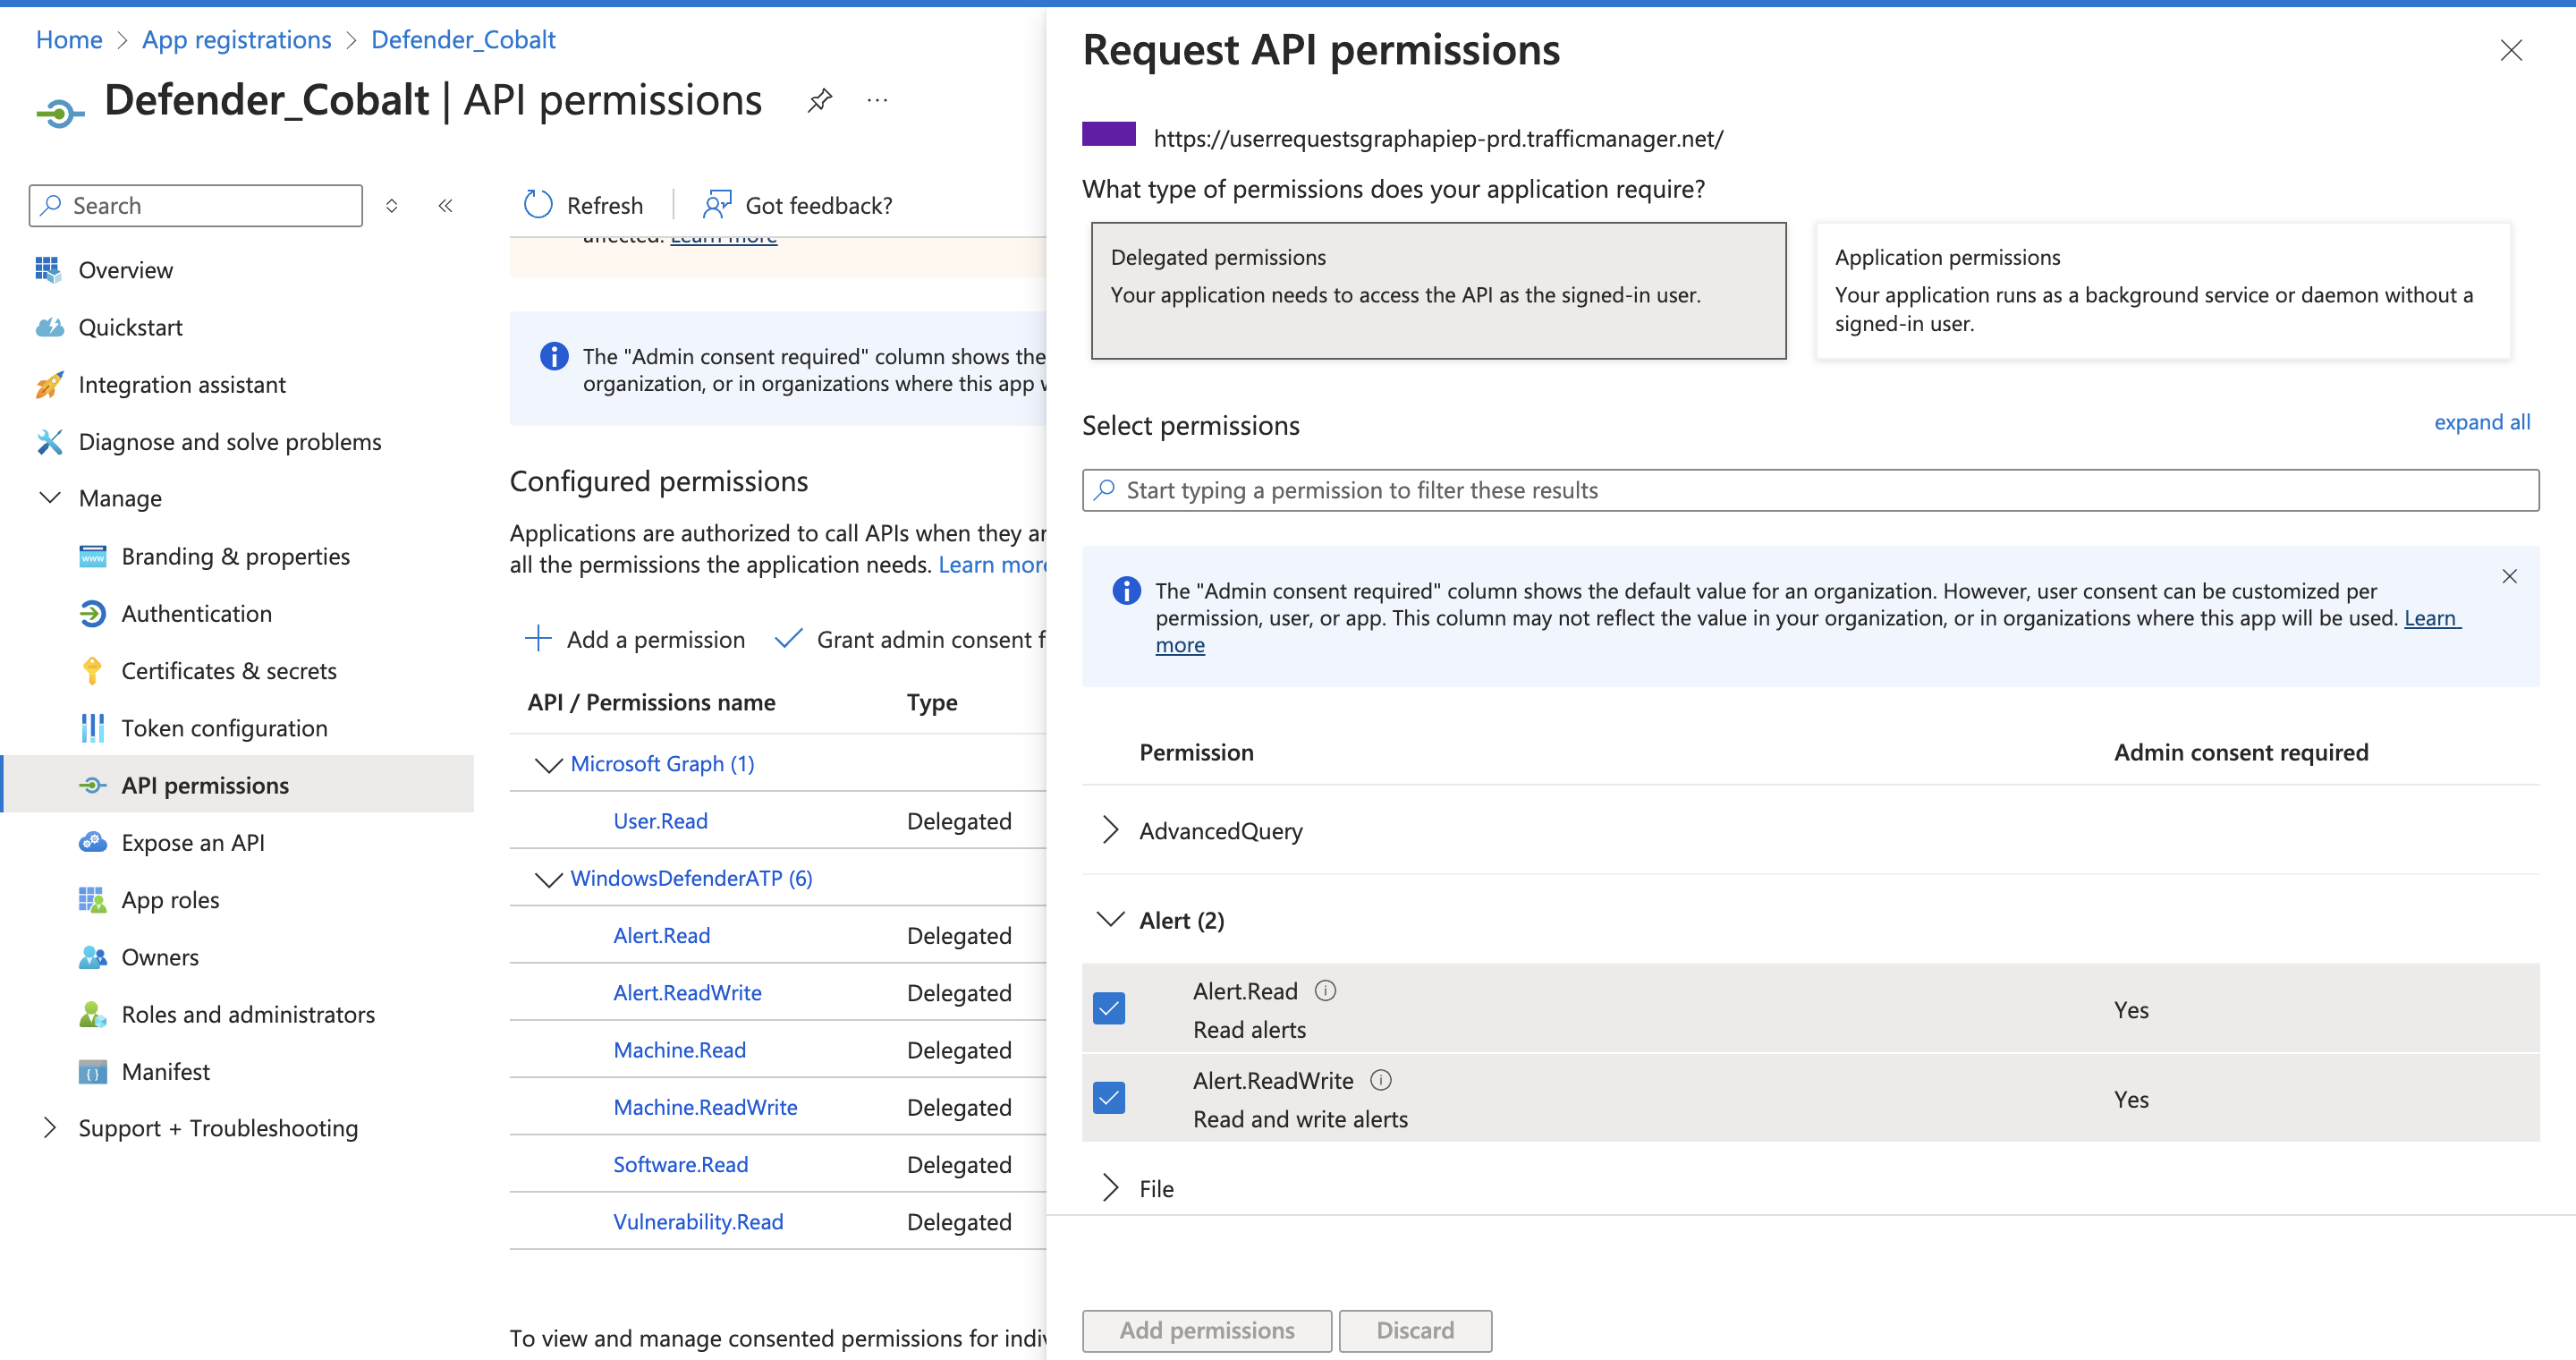 Home > App registrations > Defender_Cobalt
Defender_Cobalt | API permissions
Search
Overview
Quickstart
Integration assistant
Diagnose and solve problems
Manage
Branding & properties
Authentication
Certificates & secrets
Token configuration
API permissions
Expose an API
App roles
Owners
Roles and administrators
Manifest
Support + Troubleshooting
Refresh
Got feedback?
affected. Learn more
The "Admin consent required" column shows the
organization, or in organizations where this app
Configured permissions
Applications are authorized to call APIs when they
all the permissions the application needs. Learn more
Add a permission
Grant admin consent
API / Permissions name Type
Microsoft Graph (1)
User.Read Delegated
WindowsDefenderATP (6)
Alert.Read Delegated
Alert.ReadWrite Delegated
Machine.Read Delegated
Machine.ReadWrite Delegated
Software.Read Delegated
Vulnerability.Read Delegated
To view and manage consented permissions for
Request API permissions
https://userrequestsgraphapiep-prd.trafficmanager.net/
What type of permissions does your application require?
Delegated permissions
Your application needs to access the API as the signed-in user.
Application permissions
Your application runs as a background service or daemon without a
signed-in user.
Select permissions
expand all
Start typing a permission to filter these results
The "Admin consent required" column shows the default value for an organization. However, user consent can be customized per
permission, user, or app. This column may not reflect the value in your organization, or in organizations where this app will be used. Learn
more
Permission Admin consent required
AdvancedQuery
Alert (2)
Alert.Read
Read alerts
Yes
Alert.ReadWrite
Read and write alerts
Yes
File
Add permissions
Discard